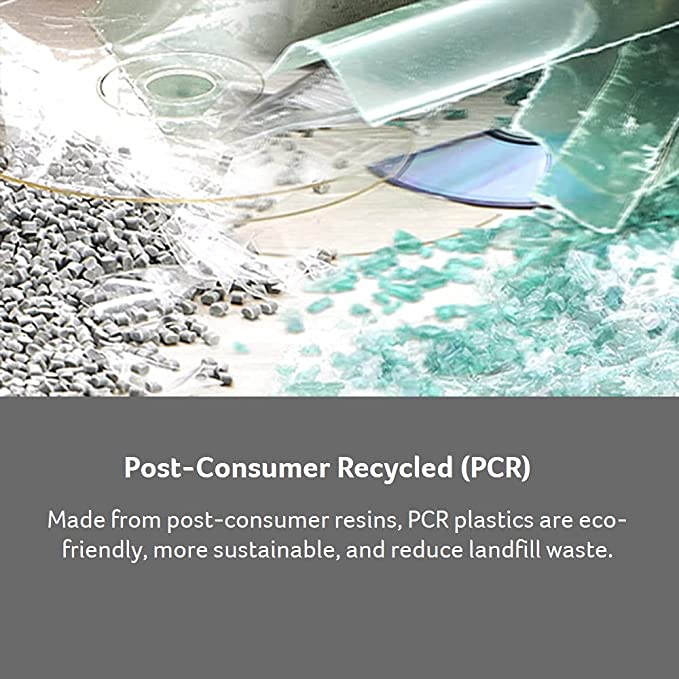 Post-Consumer Recycled (PCR)
Made from post-consumer resins, PCR plastics are eco-
friendly, more sustainable, and reduce landfill waste.